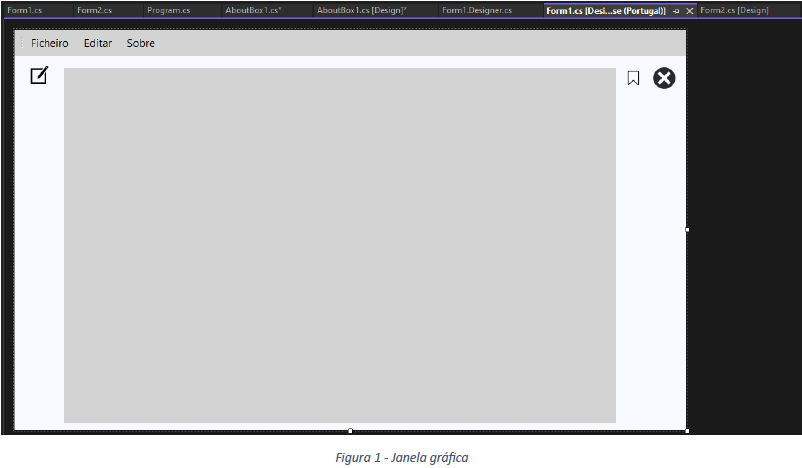 Form1.cs Form2.cs Program.cs AboutBox1.cs* AboutBox1.cs [Design]* Form1.Designer.cs Form1.cs [Desi...se (Portugal)] Form2.cs [Design]
Ficheiro Editar Sobre
Figura 1 - Janela gráfica